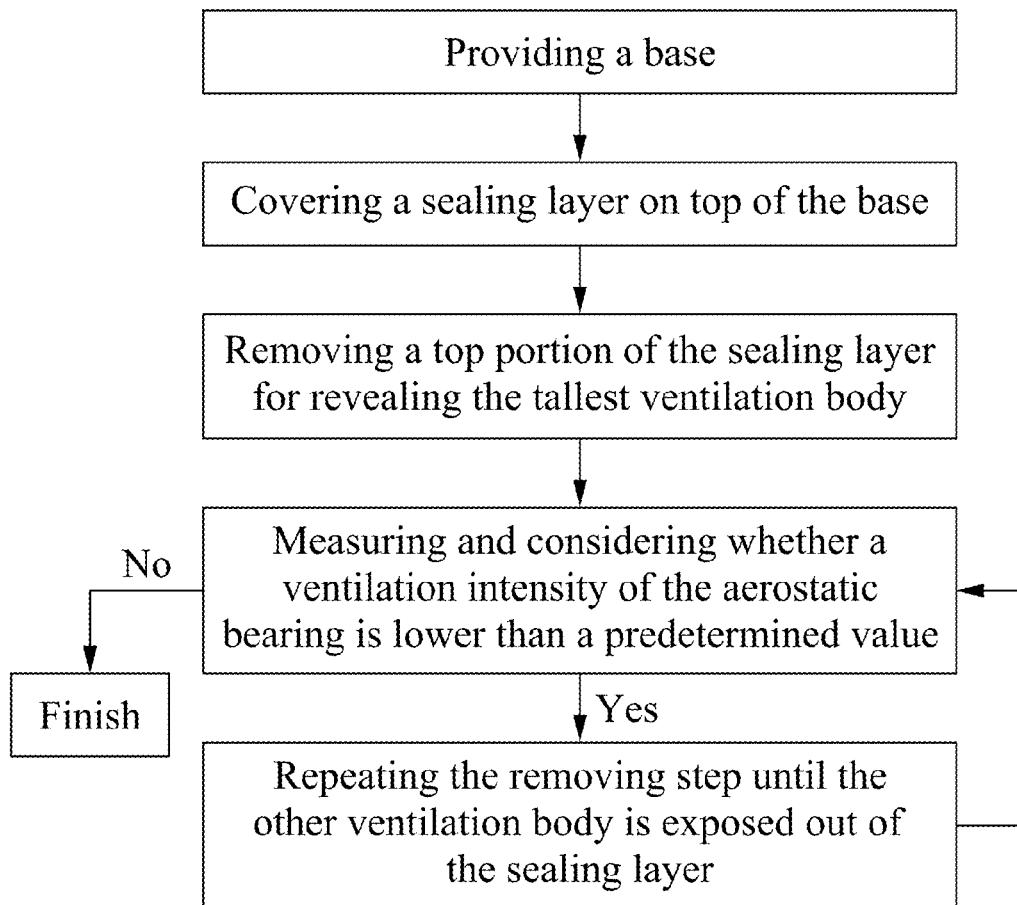 Providing a base
Covering a sealing layer on top of the base
Removing a top portion of the sealing layer
for revealing the tallest ventilation body
Measuring and considering whether a
ventilation intensity of the aerostatic
bearing is lower than a predetermined value
No
Finish
Yes
Repeating the removing step until the
other ventilation body is exposed out of
the sealing layer